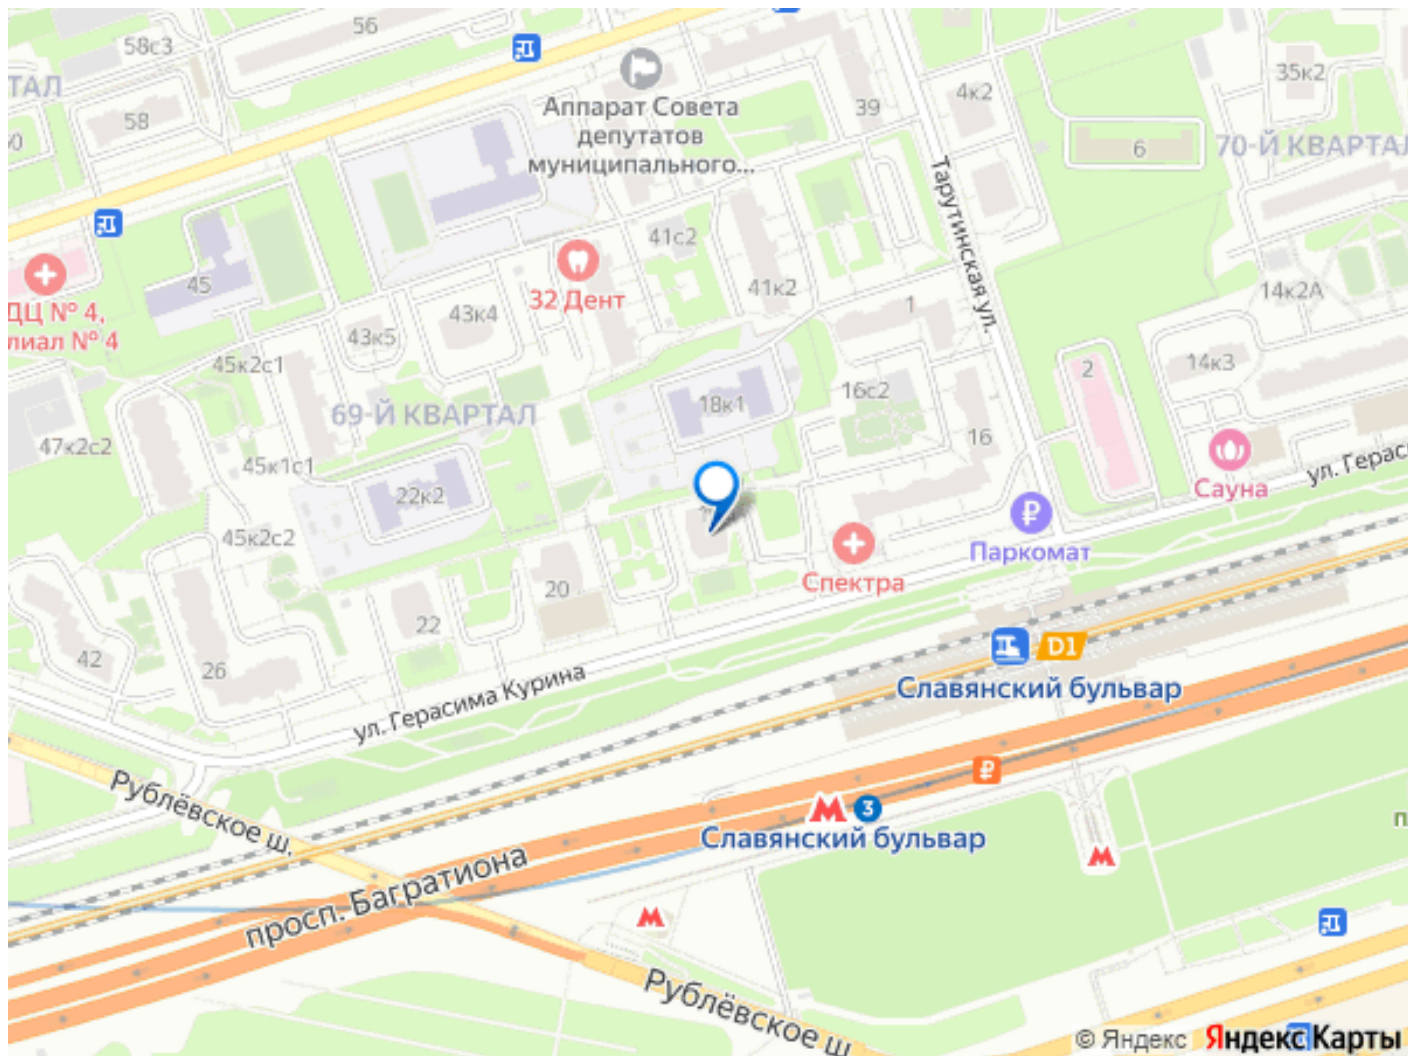 56
58с3
ТАЛ
58
Аппарат Совета
депутатов
муниципального...
39
4к2
35к2
6
70-Й КВАРТАЛ
Тарутинская ул.
41с2
45
32 Дент
41к2
1
14к2А
ДЦ № 4,
лиал № 4
43к4
43к5
45к2с1
2
14к3
16с2
18к1
69-Й КВАРТАЛ
16
47к2с2
45к1с1
22к2
Сауна
ул. Гераси
Паркомат
45к2с2
Спектра
20
22
42
26
D1
Славянский бульвар
ул. Герасима Курина
Рублёвское ш.
3
Славянский бульвар
п
просп. Багратиона
Рублёвское ш.
© Яндекс Яндекс Карты